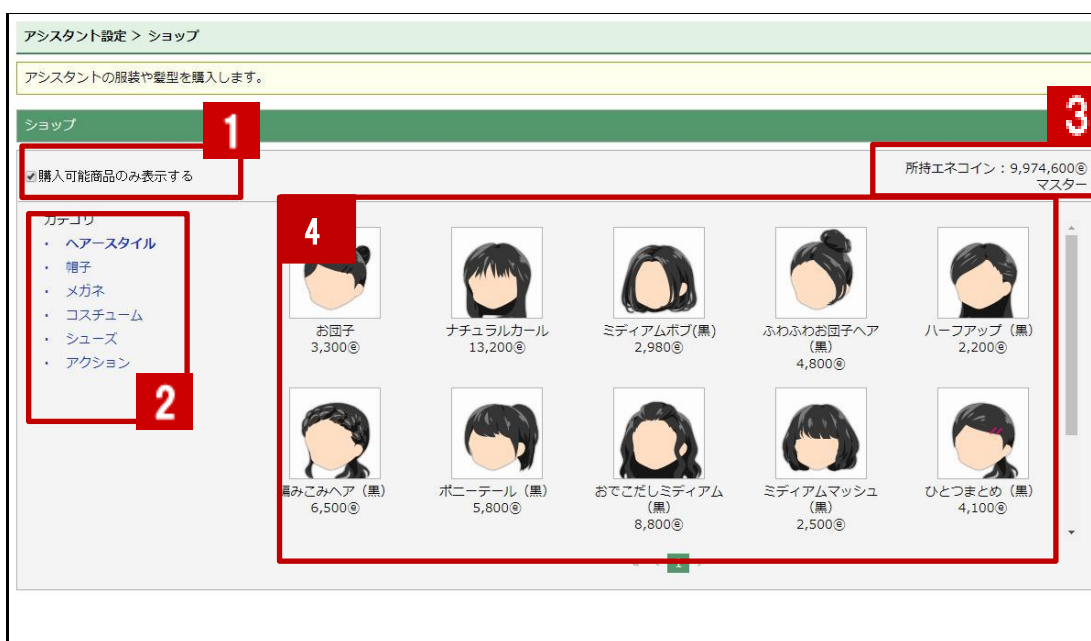 アシスタント設定 > ショップ
アシスタントの服装や髪型を購入します。
ショップ
1
3
購入可能商品のみ表示する
所持エネコイン：9,974,600ⓔ
マスター
カテゴリ
・ ヘアースタイル
・ 帽子
・ メガネ
・ コスチューム
・ シューズ
・ アクション
2
4
お団子
3,300ⓔ
ナチュラルカール
13,200ⓔ
ミディアムボブ(黒)
2,980ⓔ
ふわふわお団子ヘア
(黒)
4,800ⓔ
ハーフアップ（黒）
2,200ⓔ
編みこみヘア（黒）
6,500ⓔ
ポニーテール（黒）
5,800ⓔ
おでこだしミディアム
(黒)
8,800ⓔ
ミディアムマッシュ
(黒)
2,500ⓔ
ひとつまとめ（黒）
4,100ⓔ
« ‹ 1 ›